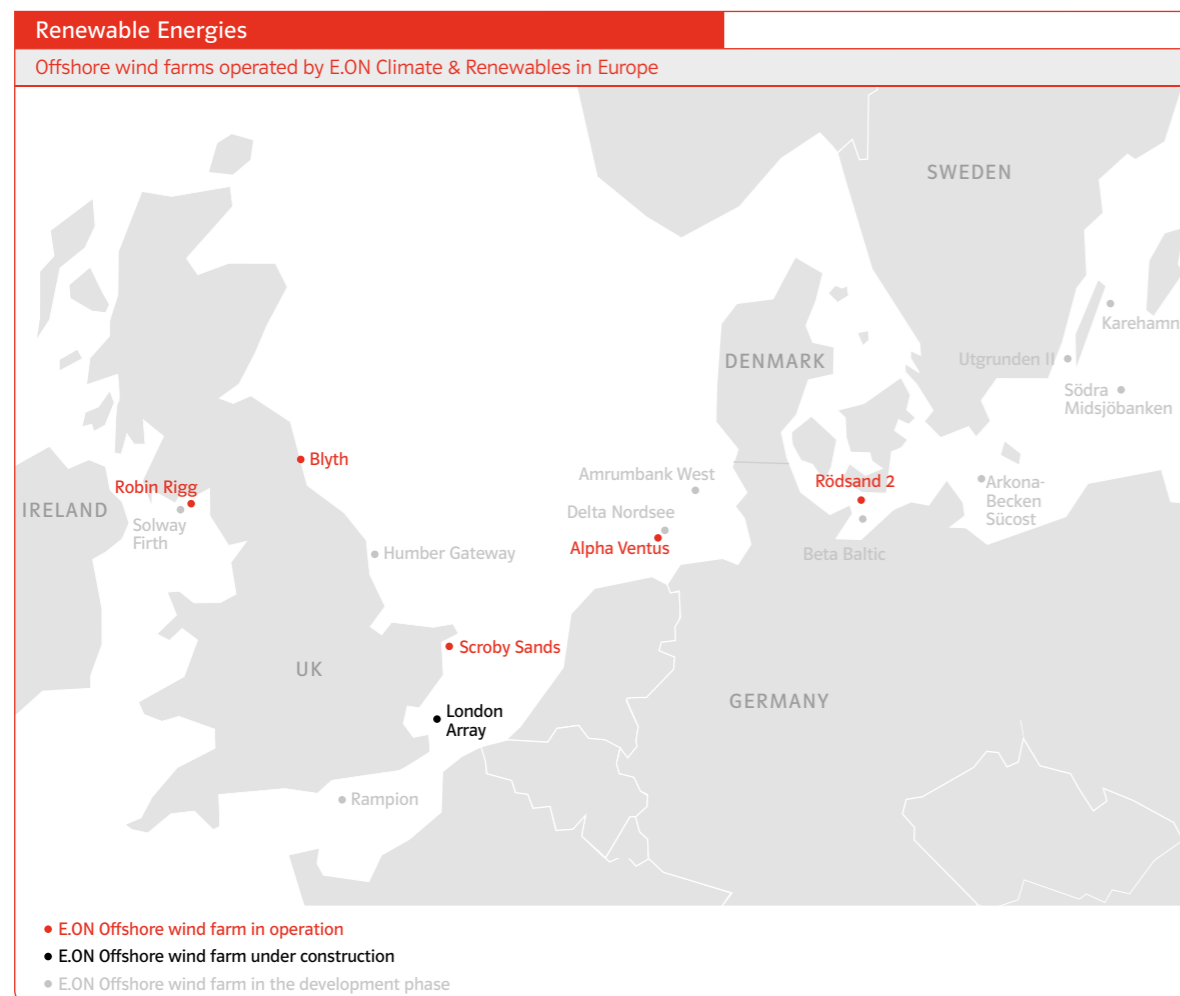 Renewable Energies
Offshore wind farms operated by E.ON Climate & Renewables in Europe
SWEDEN
Karehamn
DENMARK
Utgrunden II
Södra
Midsjöbanken
Blyth
Amrumbank West
Rödsand 2
Arkona-
Becken
Sücost
Robin Rigg
IRELAND
Solway
Firth
Delta Nordsee
Alpha Ventus
Humber Gateway
Beta Baltic
Scroby Sands
UK
GERMANY
London
Array
Rampion
E.ON Offshore wind farm in operation
E.ON Offshore wind farm under construction
E.ON Offshore wind farm in the development phase